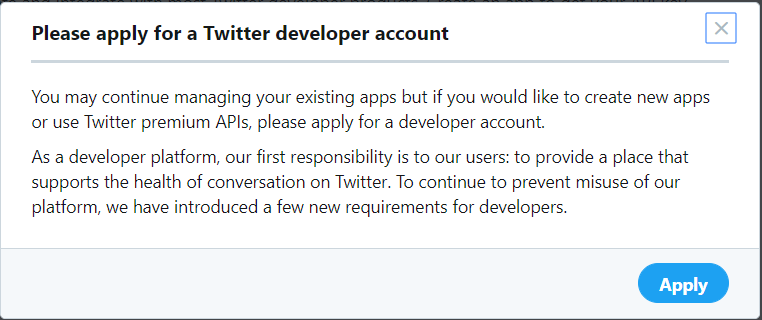 Please apply for a Twitter developer account
You may continue managing your existing apps but if you would like to create new apps
or use Twitter premium APIs, please apply for a developer account.
As a developer platform, our first responsibility is to our users: to provide a place that
supports the health of conversation on Twitter. To continue to prevent misuse of our
platform, we have introduced a few new requirements for developers.
Apply